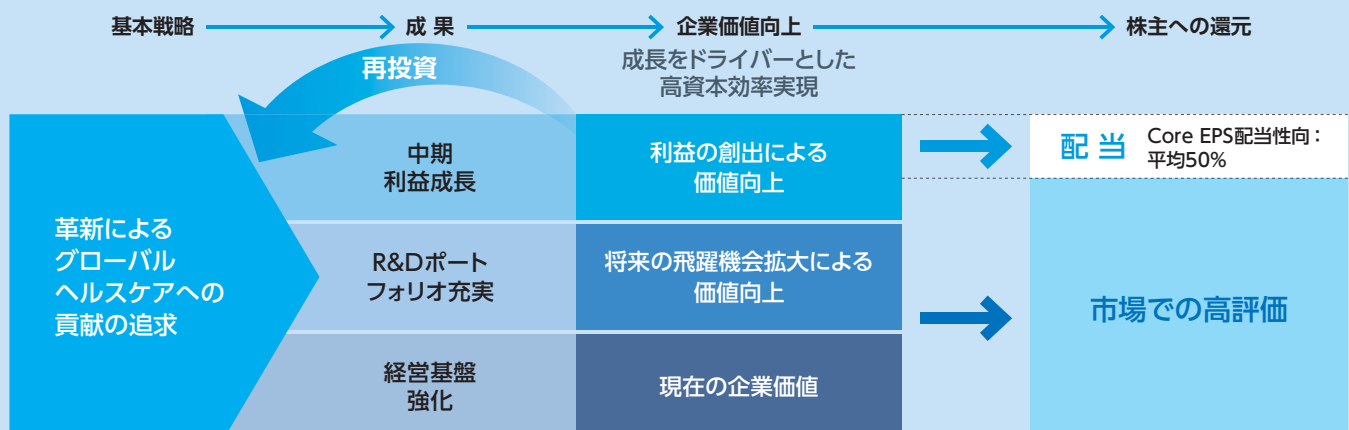 基本戦略
成 果
企業価値向上
株主への還元
成長をドライバーとした
高資本効率実現
再投資
革新による
グローバル
ヘルスケアへの
貢献の追求
中期
利益成長
利益の創出による
価値向上
配 当
Core EPS配当性向：
平均50%
R&Dポート
フォリオ充実
将来の飛躍機会拡大による
価値向上
市場での高評価
経営基盤
強化
現在の企業価値